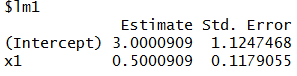 $lm1
Estimate Std. Error
(Intercept) 3.0000909 1.1247468
x1 0.5000909 0.1179055